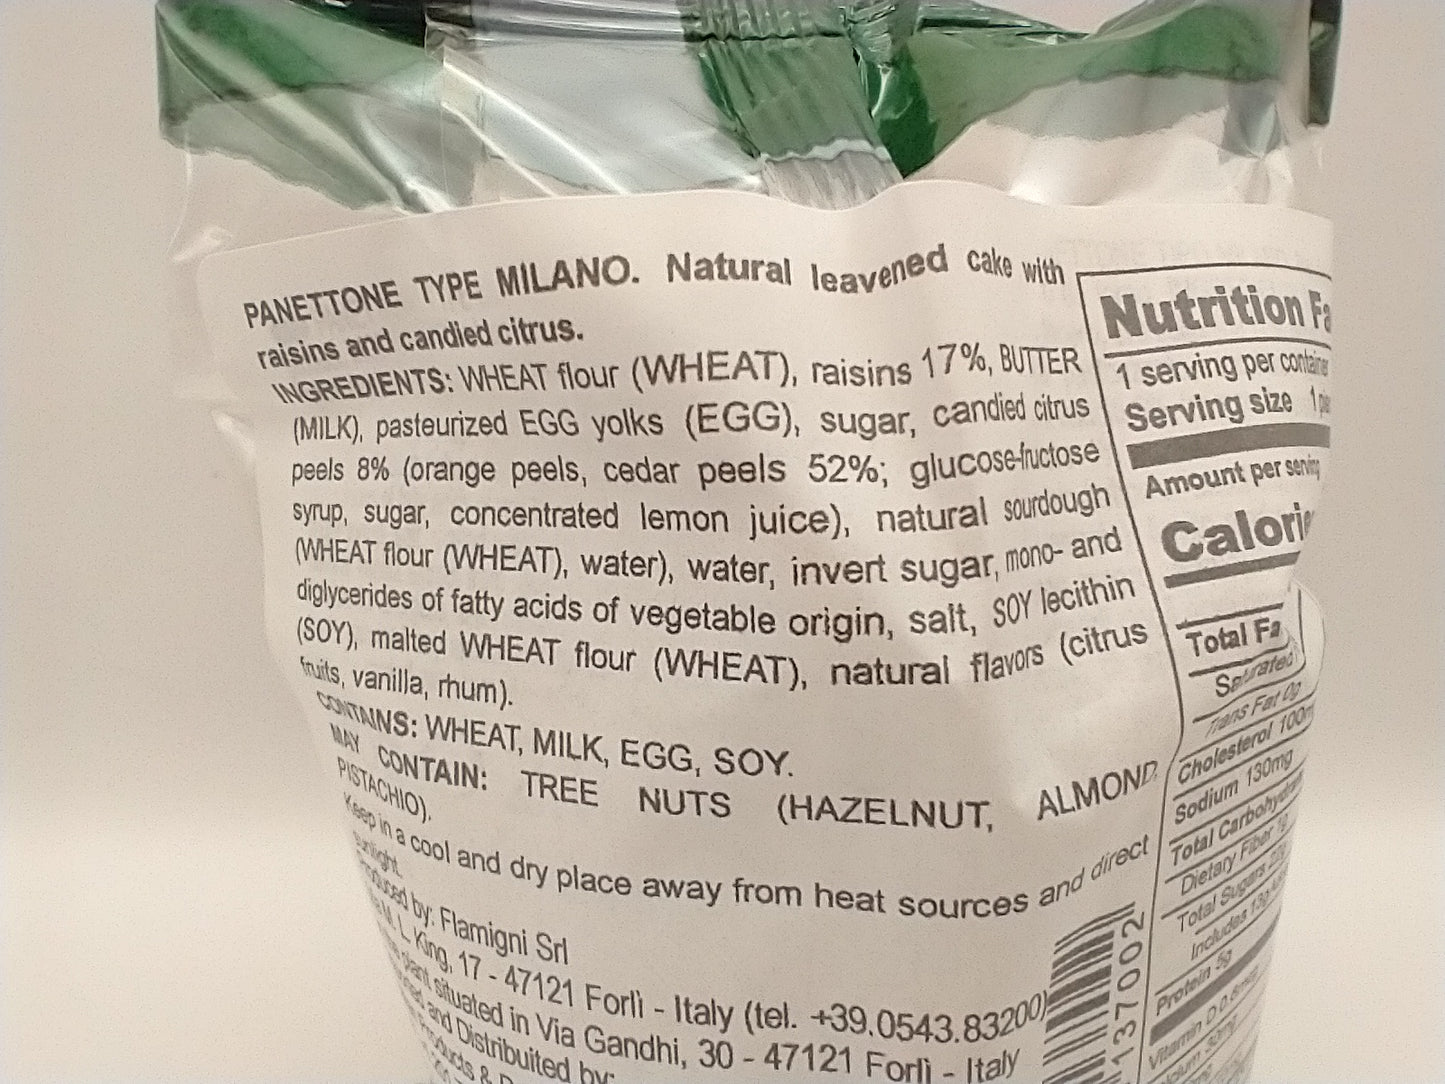 PANETTONE TYPE MILANO. Natural leavened cake with
raisins and candied citrus.
INGREDIENTS: WHEAT flour (WHEAT), raisins 17%, BUTTER
(MILK), pasteurized EGG yolks (EGG), sugar, candied citrus
peels 8% (orange peels, cedar peels 52%; glucose-fructose
syrup, sugar, concentrated lemon juice), natural sourdough
(WHEAT flour (WHEAT), water), water, invert sugar, mono- and
diglycerides of fatty acids of vegetable origin, salt, SOY lecithin
(SOY), malted WHEAT flour (WHEAT), natural flavors (citrus
fruits, vanilla, rhum).
CONTAINS: WHEAT, MILK, EGG, SOY.
MAY CONTAIN: TREE NUTS (HAZELNUT, ALMOND,
PISTACHIO).
Keep in a cool and dry place away from heat sources and direct
sunlight.
Produced by: Flamigni Srl
M. L. King, 17 - 47121 Forlì - Italy (tel. +39.0543.83200)
plant situated in Via Gandhi, 30 - 47121 Forlì - Italy
and Distribuited by:
137002
Nutrition Fa
1 serving per container
Serving size 1
Amount per serving
Calorie
Total Fa
Saturated
Trans Fat 0g
Cholesterol 100m
Sodium 130mg
Total Carbohydra
Dietary Fiber 1g
Total Sugars
Includes 13g
Protein 5g
Vitamin D